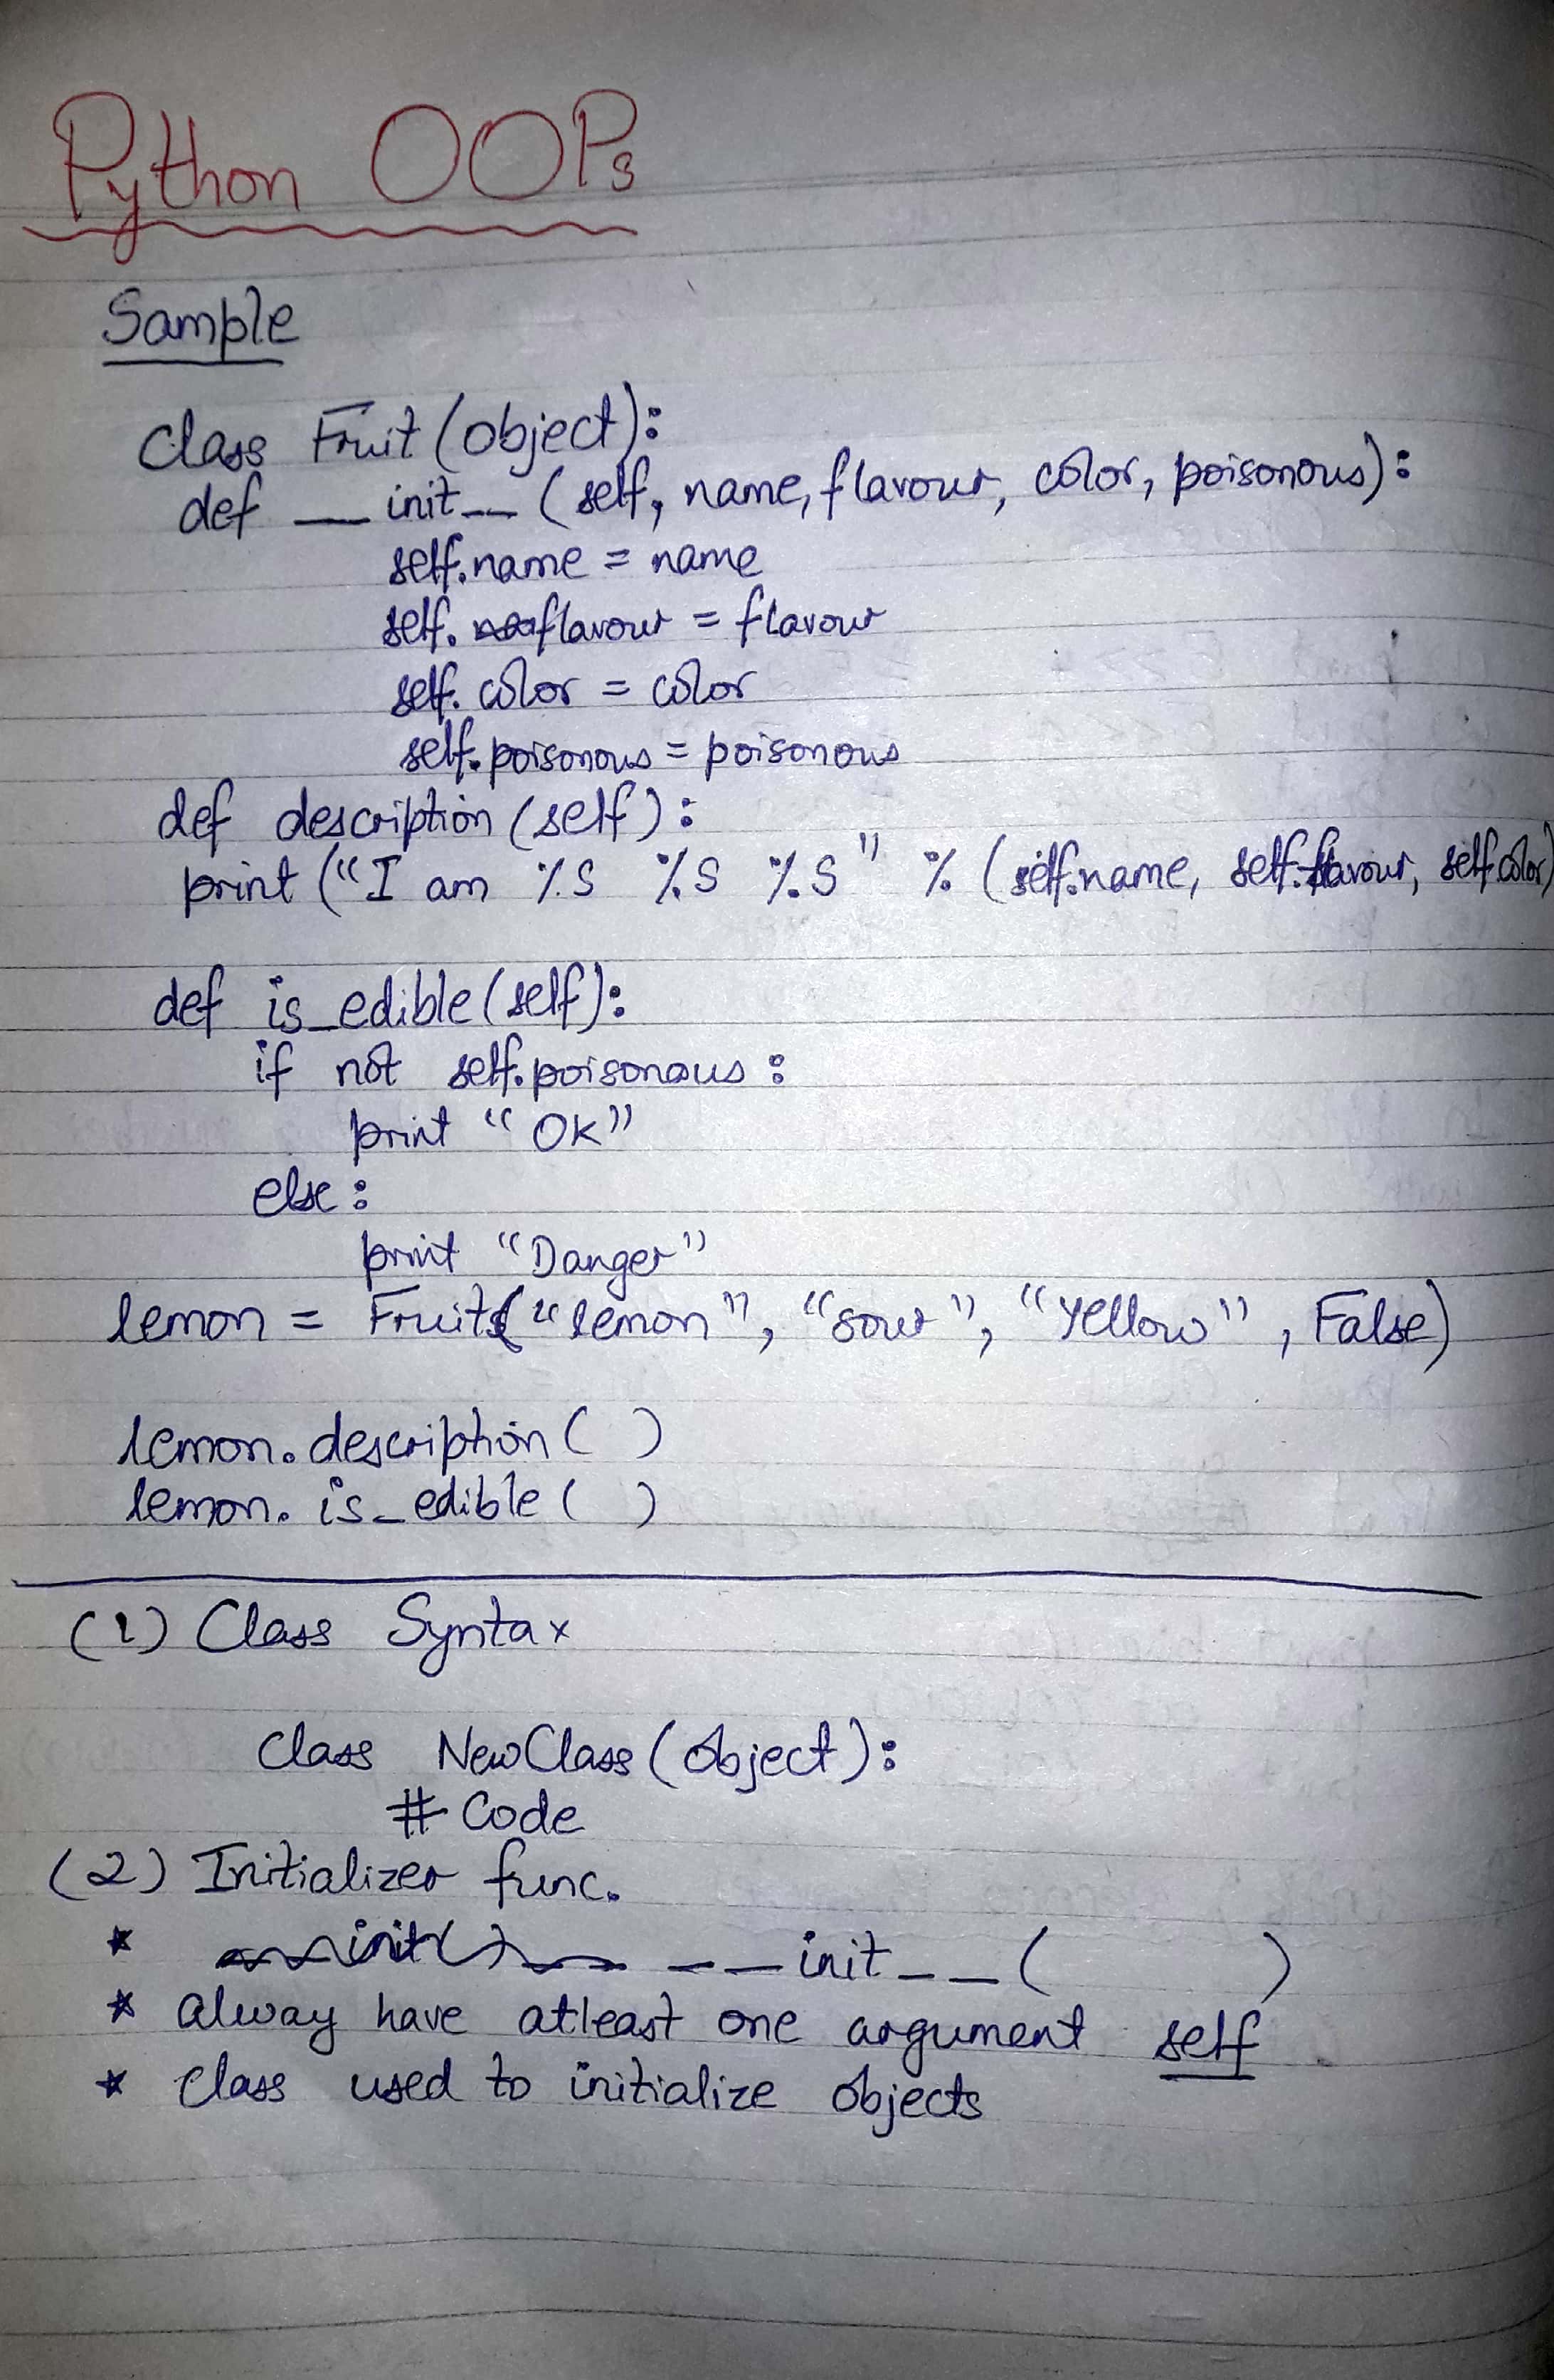 Python OOPs
Sample
class Fruit (object):
def __init__ (self, name, flavour, color, poisonous):
self.name = name
self.flavour = flavour
self.color = color
self.poisonous = poisonous
def description (self):
print ("I am %s %s %s" % (self.name, self.flavour, self.color)
def is_edible (self):
if not self.poisonous:
print "OK"
else:
print "Danger"
lemon = Fruit("lemon", "sour", "yellow", False)
lemon.description ( )
lemon.is_edible ( )
(1) Class Syntax
class NewClass (object):
# Code
(2) Initializer func.
* init() __init__( )
* alway have atleast one argument self
* Class used to initialize objects